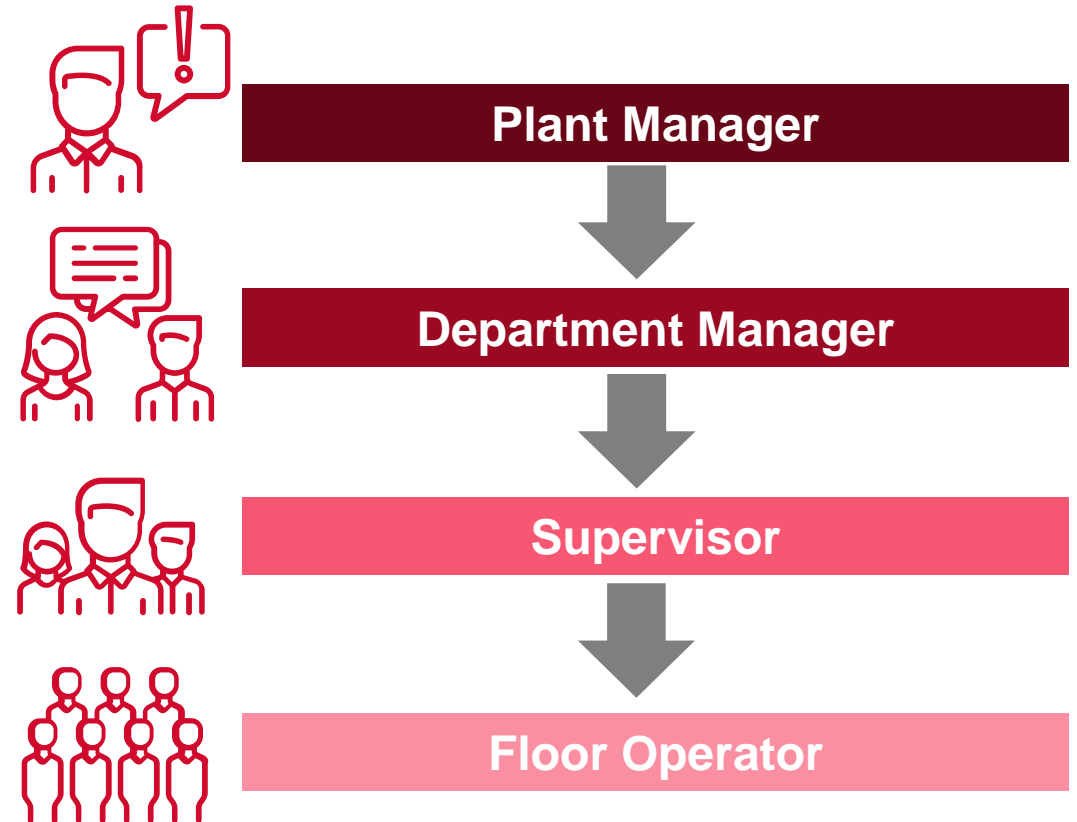 Plant Manager
Department Manager
Supervisor
Floor Operator